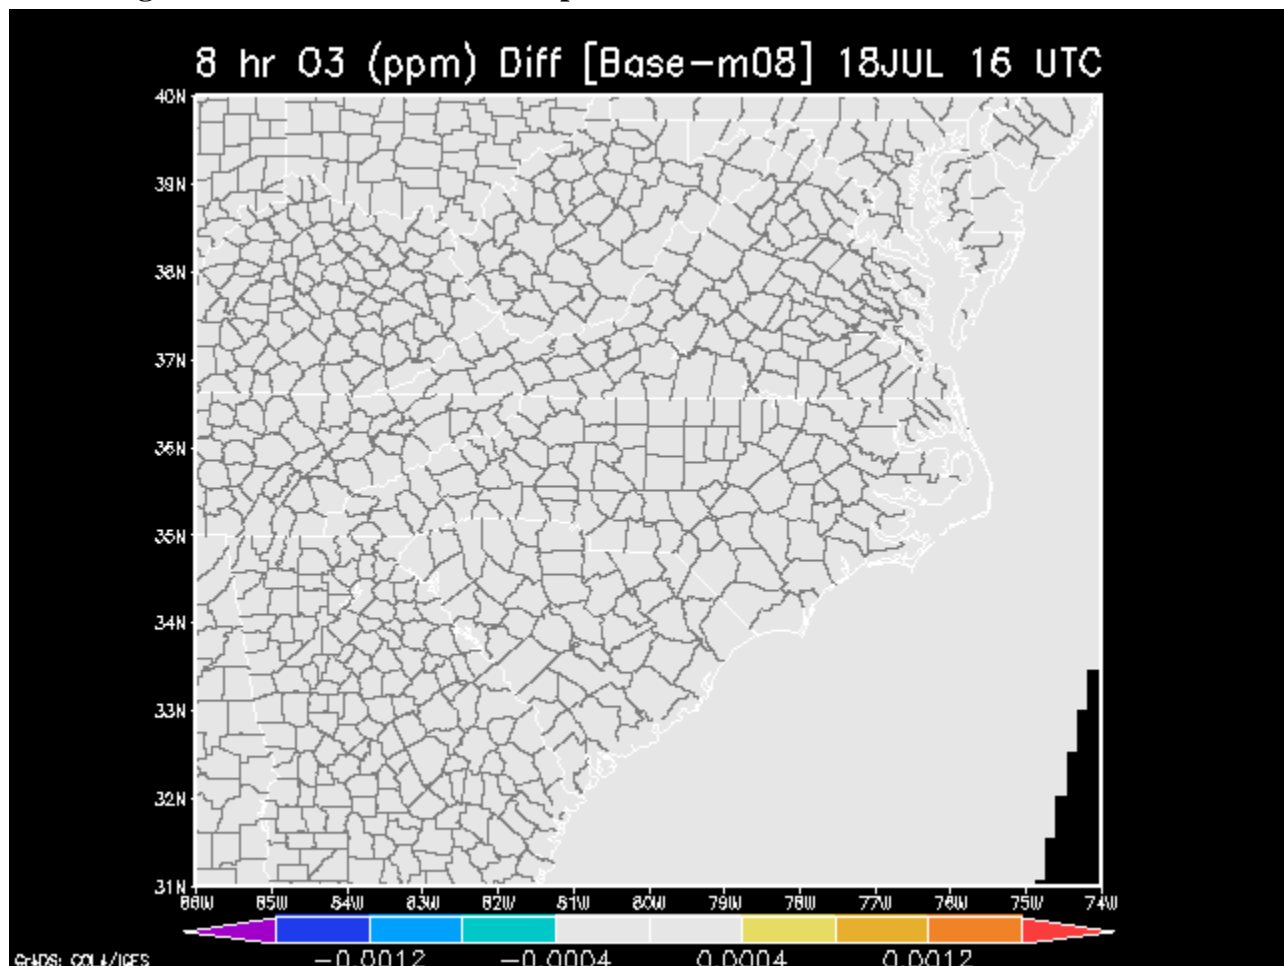 8 hr O3 (ppm) Diff [Base-m08] 18JUL 16 UTC
40N
39N
38N
37N
36N
35N
34N
33N
32N
31N
86W 85W 84W 83W 82W 81W 80W 79W 78W 77W 76W 75W 74W
-0.0012 -0.0004 0.0004 0.0012
GrADS: COLA/IGES